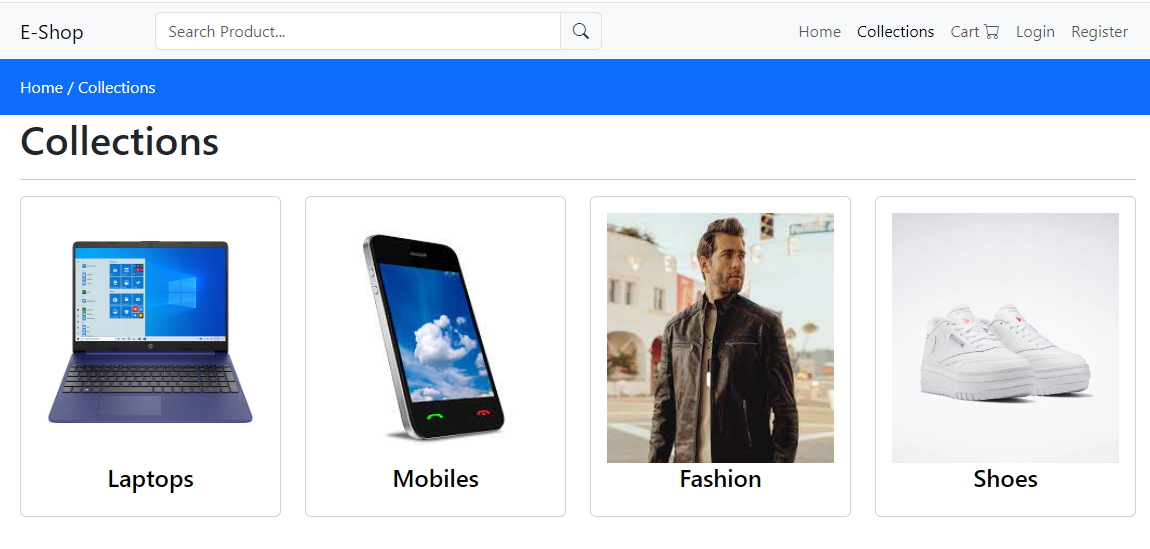 E-Shop Search Product... Home Collections Cart Login Register
Home / Collections
Collections
Laptops Mobiles Fashion Shoes